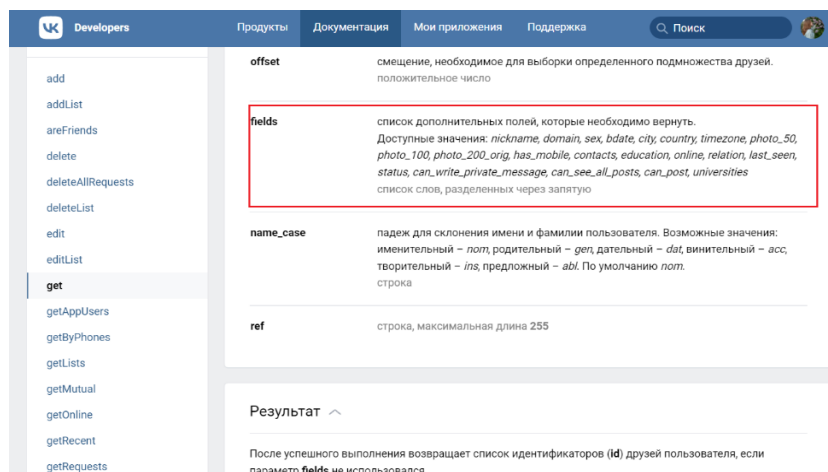 VK Developers
Продукты
Документация
Мои приложения
Поддержка
Поиск
add
addList
areFriends
delete
deleteAllRequests
deleteList
edit
editList
get
getAppUsers
getByPhones
getLists
getMutual
getOnline
getRecent
getRequests
offset
смещение, необходимое для выборки определенного подмножества друзей.
положительное число
fields
список дополнительных полей, которые необходимо вернуть.
Доступные значения: nickname, domain, sex, bdate, city, country, timezone, photo_50,
photo_100, photo_200_orig, has_mobile, contacts, education, online, relation, last_seen,
status, can_write_private_message, can_see_all_posts, can_post, universities
список слов, разделенных через запятую
name_case
падеж для склонения имени и фамилии пользователя. Возможные значения:
именительный – nom, родительный – gen, дательный – dat, винительный – acc,
творительный – ins, предложный – abl. По умолчанию nom.
строка
ref
строка, максимальная длина 255
Результат
После успешного выполнения возвращает список идентификаторов (id) друзей пользователя, если
параметр fields не использовался.